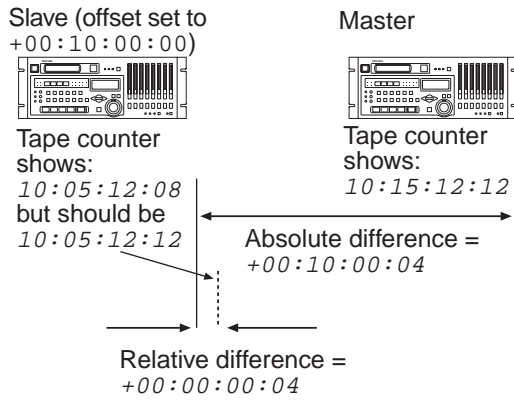 Slave (offset set to
+00:10:00:00)
Master
Tape counter
shows:
10:05:12:08
but should be
10:05:12:12
Tape counter
shows:
10:15:12:12
Absolute difference =
+00:10:00:04
Relative difference =
+00:00:00:04